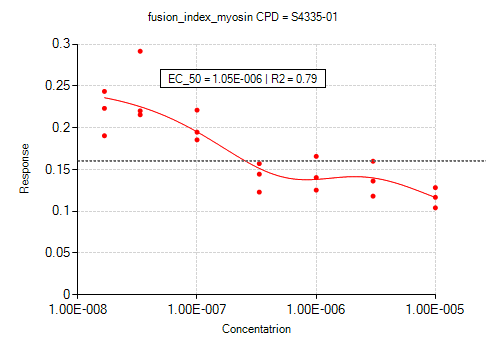 fusion_index_myosin CPD = S4335-01
0.3
EC_50 = 1.05E-006 | R2 = 0.79
0.25
0.2
Response
0.15
0.1
0.05
0
1.00E-008 1.00E-007 1.00E-006 1.00E-005
Concentatrion